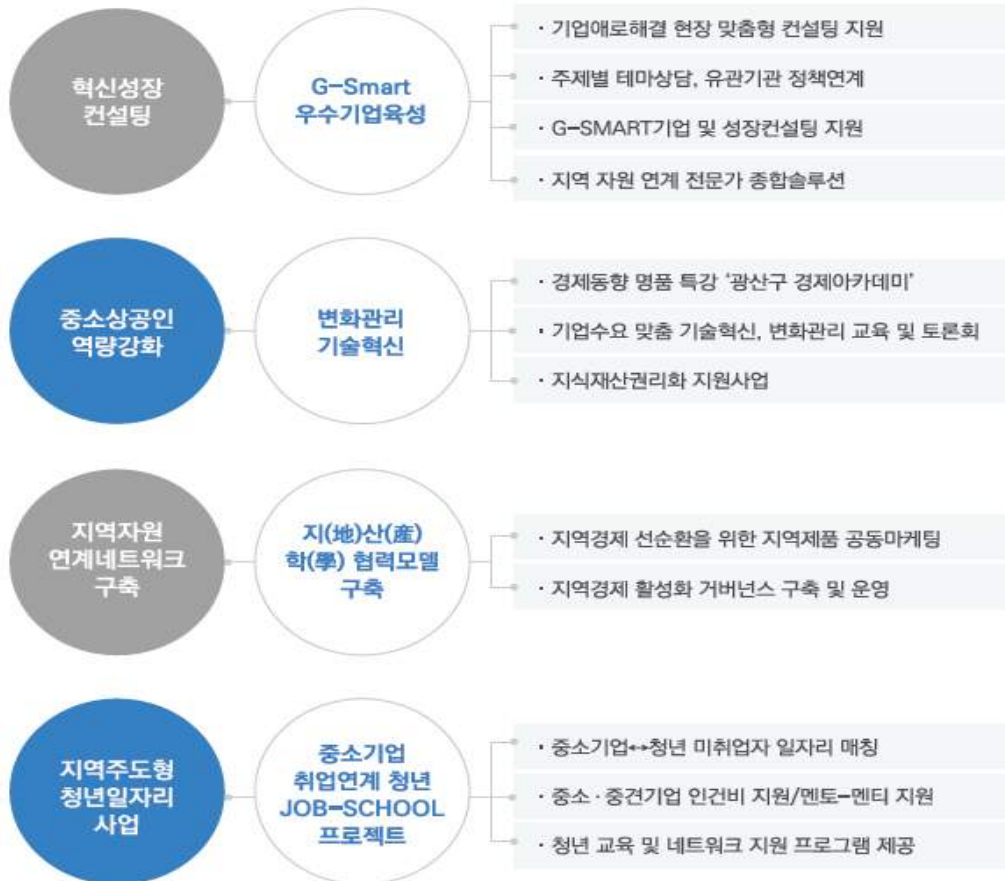 혁신성장
컨설팅
G-Smart
우수기업육성
· 기업애로해결 현장 맞춤형 컨설팅 지원
· 주제별 테마상담, 유관기관 정책연계
· G-SMART기업 및 성장컨설팅 지원
· 지역 자원 연계 전문가 종합솔루션
중소상공인
역량강화
변화관리
기술혁신
· 경제동향 명품 특강 ‘광산구 경제아카데미’
· 기업수요 맞춤 기술혁신, 변화관리 교육 및 토론회
· 지식재산권리화 지원사업
지역자원
연계네트워크
구축
지(地)산(産)
학(學) 협력모델
구축
· 지역경제 선순환을 위한 지역제품 공동마케팅
· 지역경제 활성화 거버넌스 구축 및 운영
지역주도형
청년일자리
사업
중소기업
취업연계 청년
JOB-SCHOOL
프로젝트
· 중소기업↔청년 미취업자 일자리 매칭
· 중소 · 중견기업 인건비 지원/멘토-멘티 지원
· 청년 교육 및 네트워크 지원 프로그램 제공